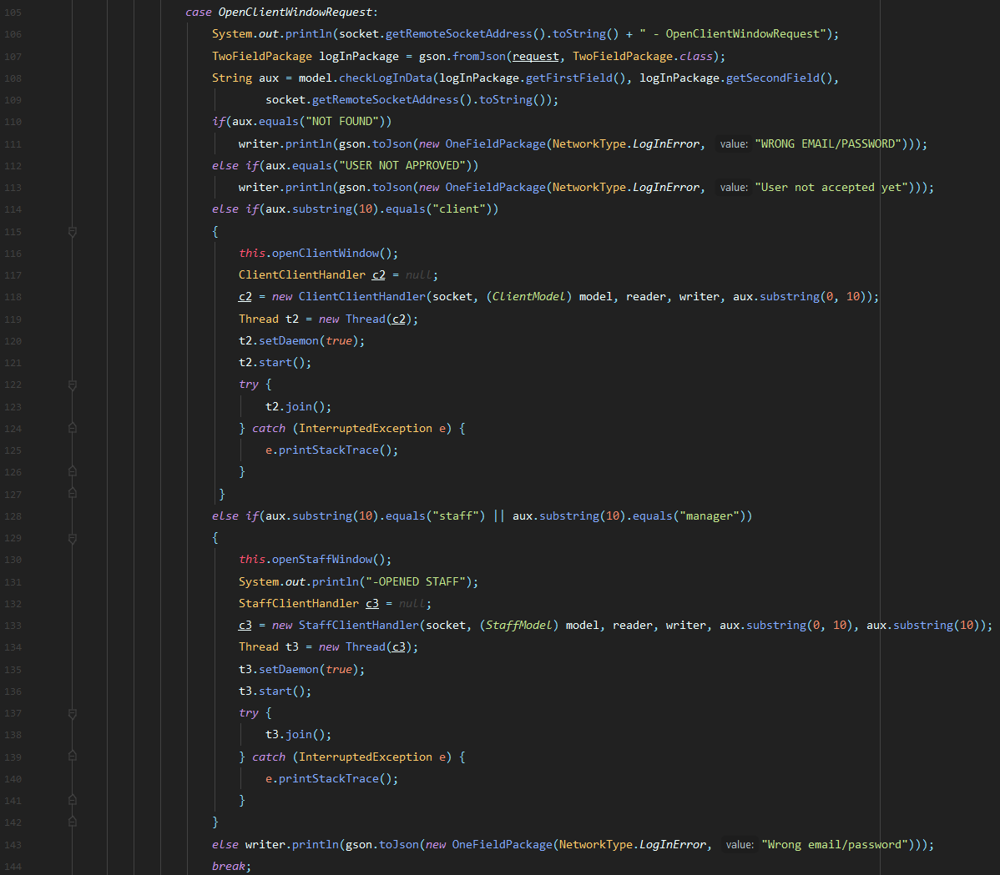 105 case OpenClientWindowRequest:
106 System.out.println(socket.getRemoteSocketAddress().toString() + " - OpenClientWindowRequest");
107 TwoFieldPackage logInPackage = gson.fromJson(request, TwoFieldPackage.class);
108 String aux = model.checkLogInData(logInPackage.getFirstField(), logInPackage.getSecondField(),
109 socket.getRemoteSocketAddress().toString());
110 if(aux.equals("NOT FOUND"))
111 writer.println(gson.toJson(new OneFieldPackage(NetworkType.LogInError, value: "WRONG EMAIL/PASSWORD")));
112 else if(aux.equals("USER NOT APPROVED"))
113 writer.println(gson.toJson(new OneFieldPackage(NetworkType.LogInError, value: "User not accepted yet")));
114 else if(aux.substring(10).equals("client"))
115 {
116 this.openClientWindow();
117 ClientClientHandler c2 = null;
118 c2 = new ClientClientHandler(socket, (ClientModel) model, reader, writer, aux.substring(0, 10));
119 Thread t2 = new Thread(c2);
120 t2.setDaemon(true);
121 t2.start();
122 try {
123 t2.join();
124 } catch (InterruptedException e) {
125 e.printStackTrace();
126 }
127 }
128 else if(aux.substring(10).equals("staff") || aux.substring(10).equals("manager"))
129 {
130 this.openStaffWindow();
131 System.out.println("-OPENED STAFF");
132 StaffClientHandler c3 = null;
133 c3 = new StaffClientHandler(socket, (StaffModel) model, reader, writer, aux.substring(0, 10), aux.substring(10));
134 Thread t3 = new Thread(c3);
135 t3.setDaemon(true);
136 t3.start();
137 try {
138 t3.join();
139 } catch (InterruptedException e) {
140 e.printStackTrace();
141 }
142 }
143 else writer.println(gson.toJson(new OneFieldPackage(NetworkType.LogInError, value: "Wrong email/password")));
144 break;